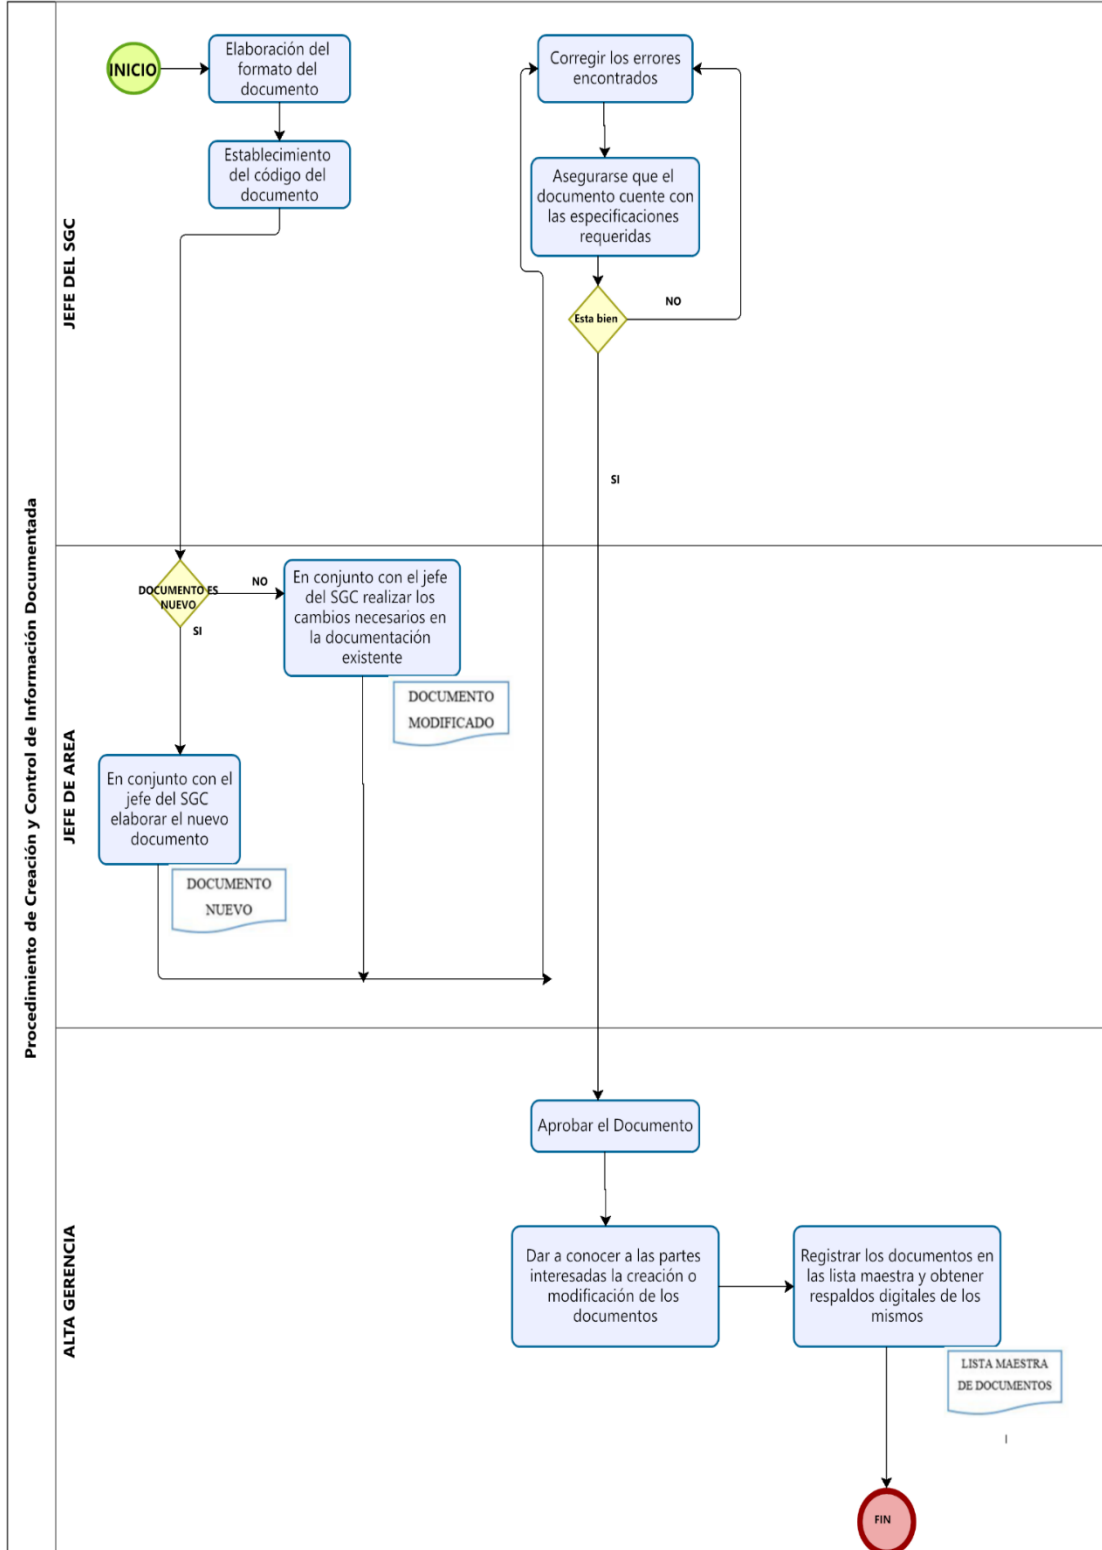 Procedimiento de Creación y Control de Información Documentada
JEFE DEL SGC
INICIO
Elaboración del
formato del
documento
Establecimiento
del código del
documento
Corregir los errores
encontrados
Asegurarse que el
documento cuente con
las especificaciones
requeridas
Esta bien
NO
SI
JEFE DE AREA
DOCUMENTO ES
NUEVO
NO
SI
En conjunto con el jefe
del SGC realizar los
cambios necesarios en
la documentación
existente
DOCUMENTO
MODIFICADO
En conjunto con el
jefe del SGC
elaborar el nuevo
documento
DOCUMENTO
NUEVO
ALTA GERENCIA
Aprobar el Documento
Dar a conocer a las partes
interesadas la creación o
modificación de los
documentos
Registrar los documentos en
las lista maestra y obtener
respaldos digitales de los
mismos
LISTA MAESTRA
DE DOCUMENTOS
FIN